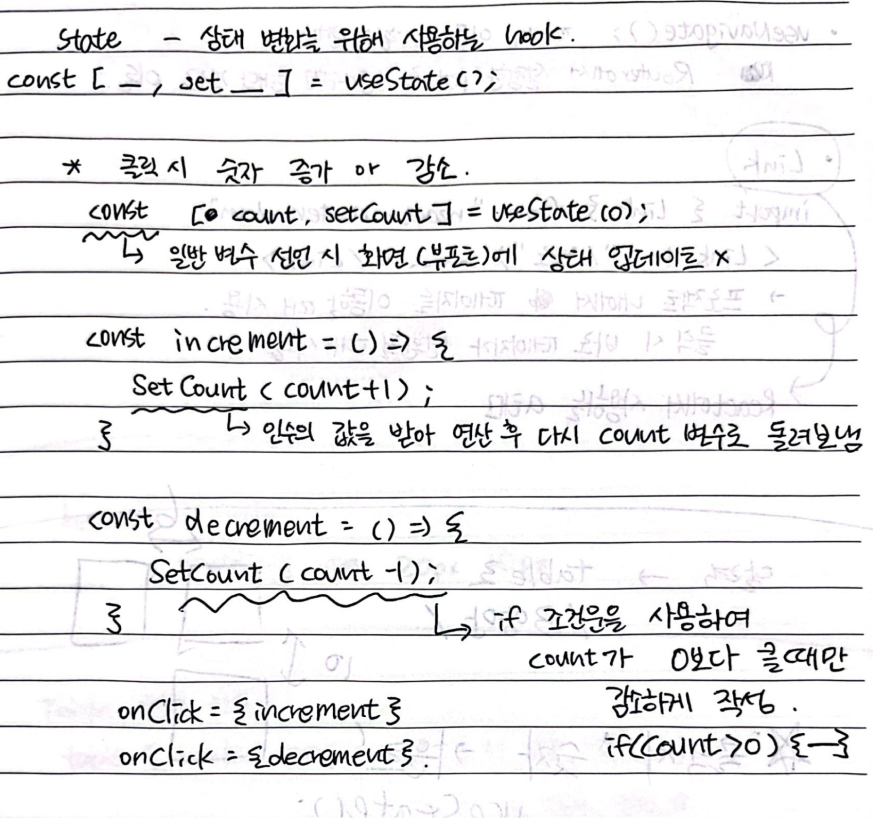 state - 상태 변화를 위해 사용하는 hook.
const [ _ , set _ ] = useState();
* 클릭 시 숫자 증가 or 감소.
const [ count, setCount ] = useState(0);
↳ 일반 변수 선언 시 화면 (뷰포트)에 상태 업데이트 x
const increment = () => {
SetCount ( count+1 ) ;
} ↳ 인수의 값을 받아 연산 후 다시 count 변수로 돌려보냄
const decrement = () => {
SetCount ( count -1) ;
} ↳ if 조건문을 사용하여
count가 0보다 클때만
onClick = {increment} 감소하게 작성.
onClick = {decrement}. if(count>0) {—}